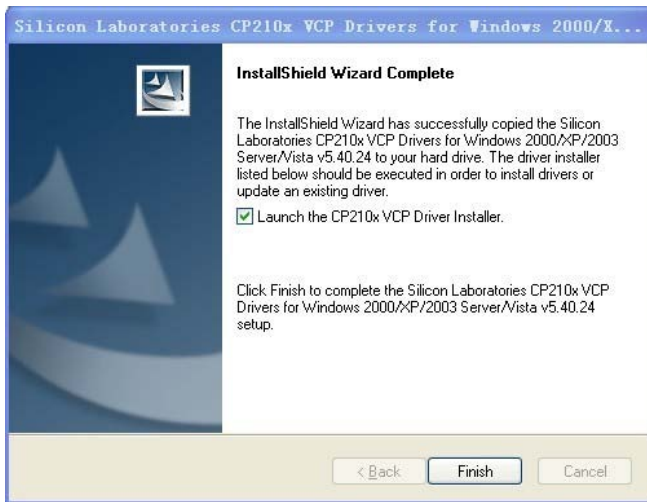 Silicon Laboratories CP210x VCP Drivers for Windows 2000/X...
InstallShield Wizard Complete
The InstallShield Wizard has successfully copied the Silicon
Laboratories CP210x VCP Drivers for Windows 2000/XP/2003
Server/Vista v5.40.24 to your hard drive. The driver installer
listed below should be executed in order to install drivers or
update an existing driver.
Launch the CP210x VCP Driver Installer.
Click Finish to complete the Silicon Laboratories CP210x VCP
Drivers for Windows 2000/XP/2003 Server/Vista v5.40.24
setup.
< Back Finish Cancel